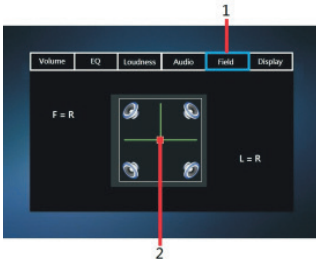 1
Volume EQ Loudness Audio Field Display
F = R
L = R
2